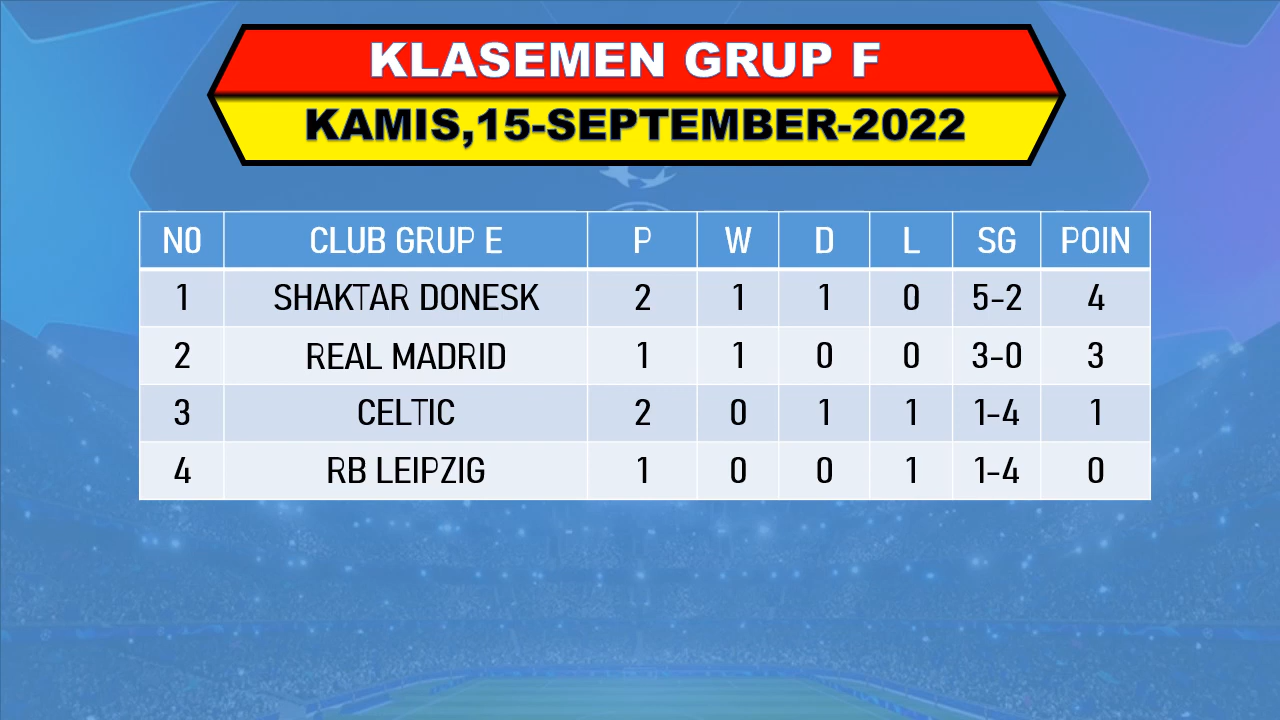 KLASEMEN GRUP F
KAMIS,15-SEPTEMBER-2022
NO CLUB GRUP E P W D L SG POIN
1 SHAKTAR DONESK 2 1 1 0 5-2 4
2 REAL MADRID 1 1 0 0 3-0 3
3 CELTIC 2 0 1 1 1-4 1
4 RB LEIPZIG 1 0 0 1 1-4 0